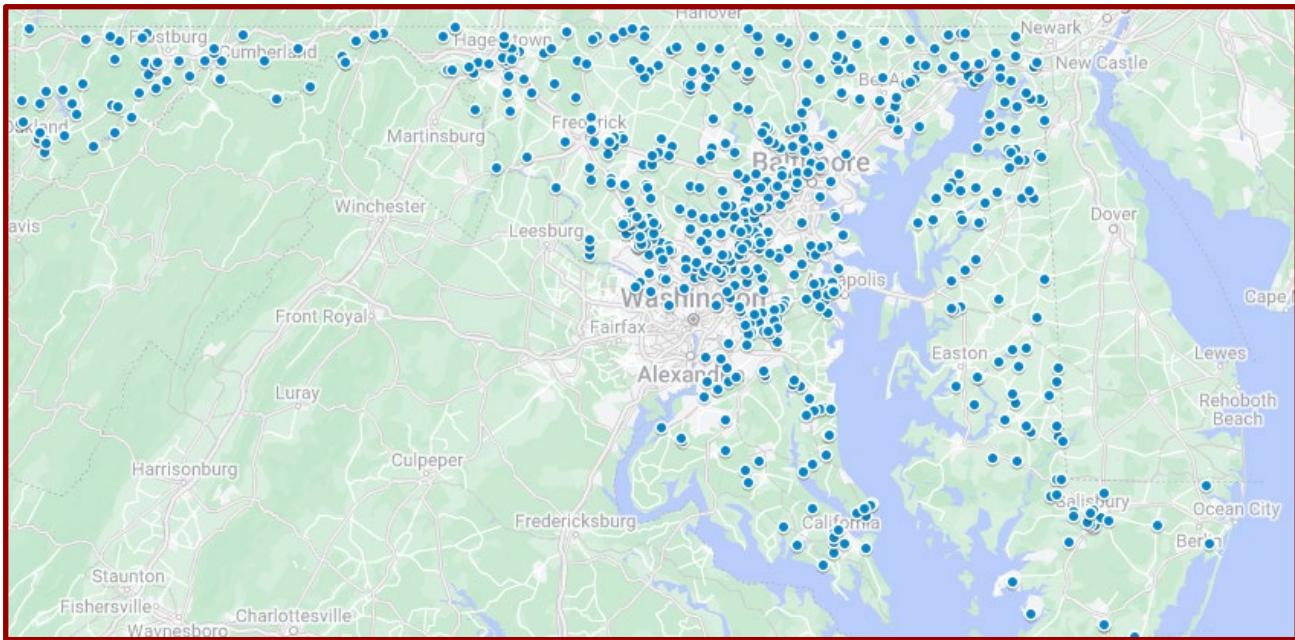 Hanover
Newark
Frostburg
Cumberland
Hagerstown
New Castle
Bel Air
Oakland
Martinsburg
Frederick
Baltimore
Winchester
Dover
avis
Leesburg
apolis
Washington
Cape
Front Royal
Fairfax
Easton
Lewes
Alexandria
Luray
Rehoboth
Beach
Harrisonburg
Culpeper
Salisbury
Ocean City
Fredericksburg
California
Berlin
Staunton
Fishersville
Charlottesville
Waynesboro